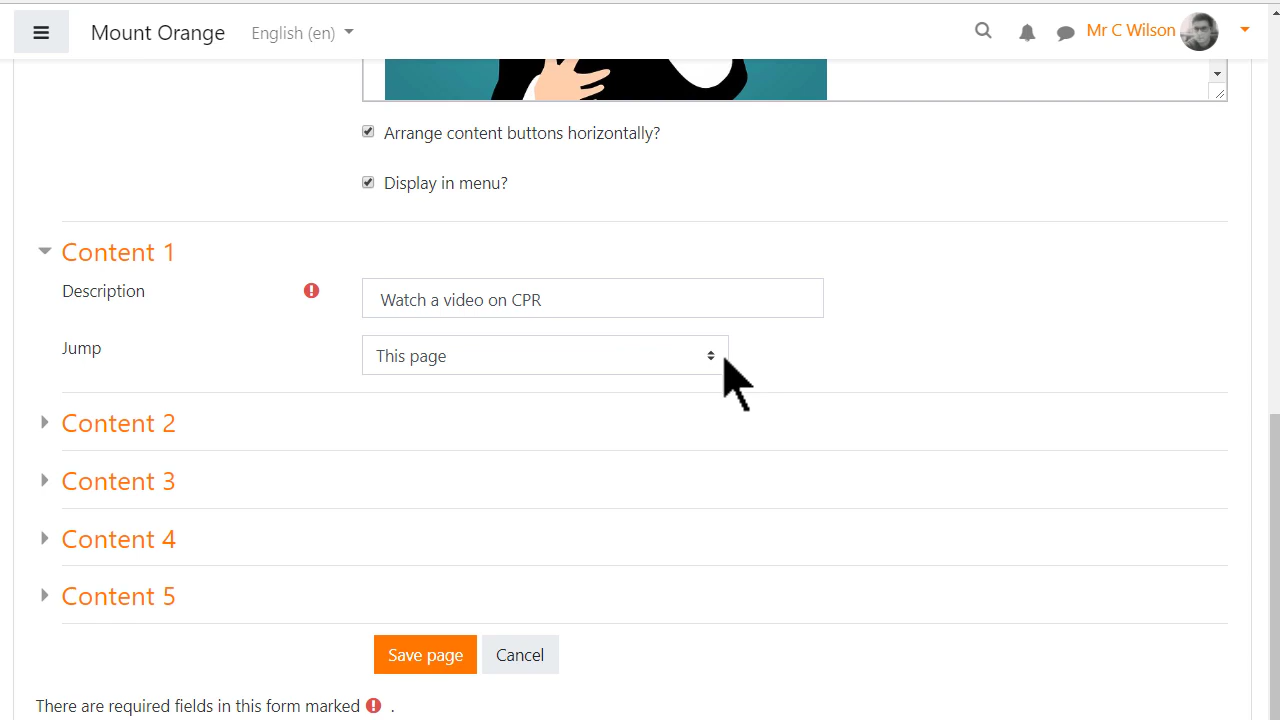 Mount Orange English (en) Mr C Wilson
Arrange content buttons horizontally?
Display in menu?
Content 1
Description Watch a video on CPR
Jump This page
Content 2
Content 3
Content 4
Content 5
Save page Cancel
There are required fields in this form marked .